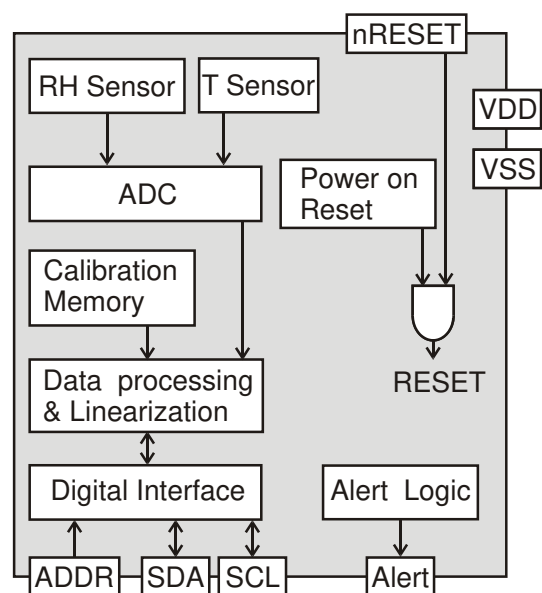 nRESET
RH Sensor
T Sensor
VDD
VSS
ADC
Power on
Reset
Calibration
Memory
Data processing
& Linearization
RESET
Digital Interface
Alert Logic
ADDR
SDA
SCL
Alert